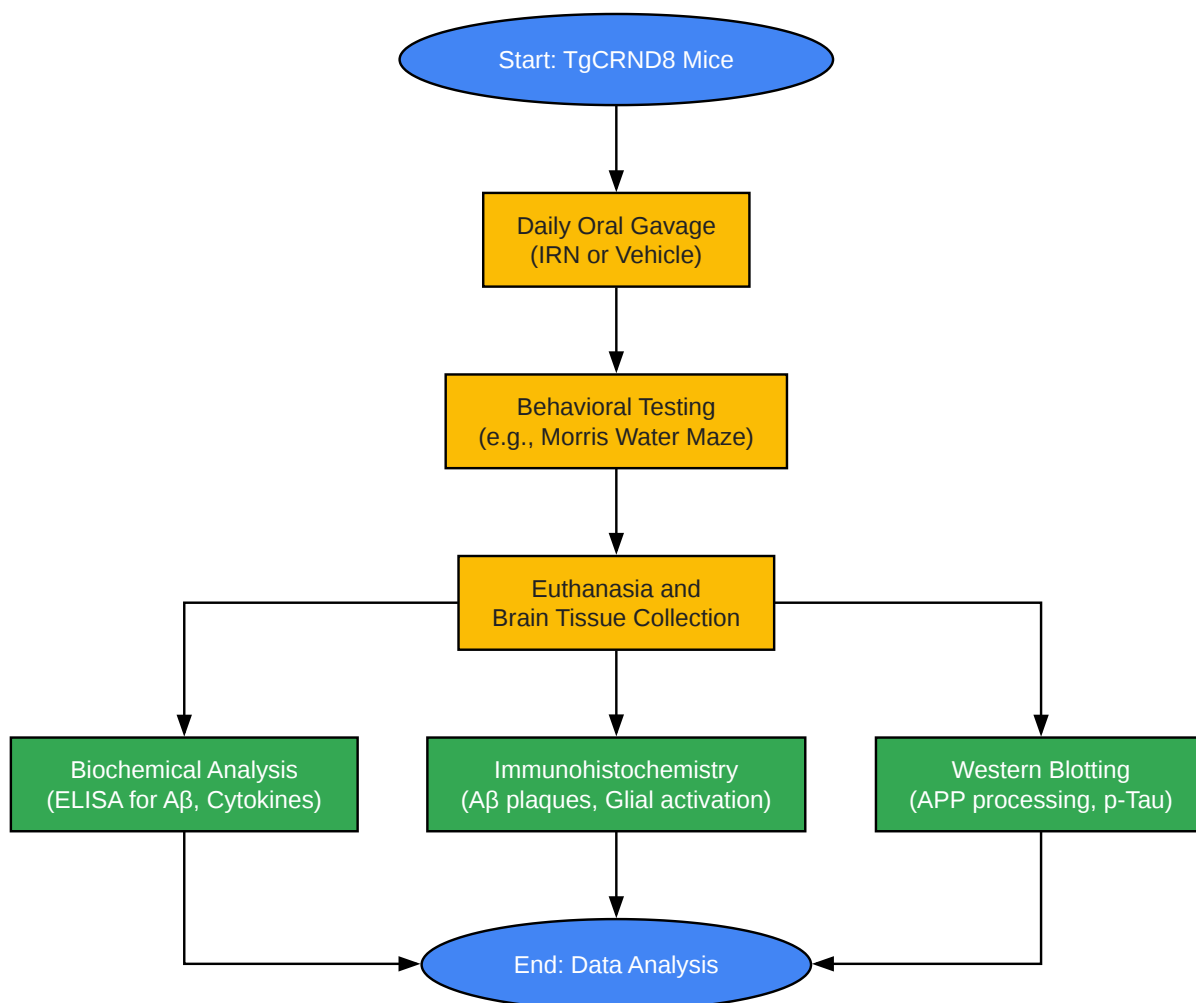 Start: TgCRND8 Mice
Daily Oral Gavage
(IRN or Vehicle)
Behavioral Testing
(e.g., Morris Water Maze)
Euthanasia and
Brain Tissue Collection
Biochemical Analysis
(ELISA for Aβ, Cytokines)
Immunohistochemistry
(Aβ plaques, Glial activation)
Western Blotting
(APP processing, p-Tau)
End: Data Analysis